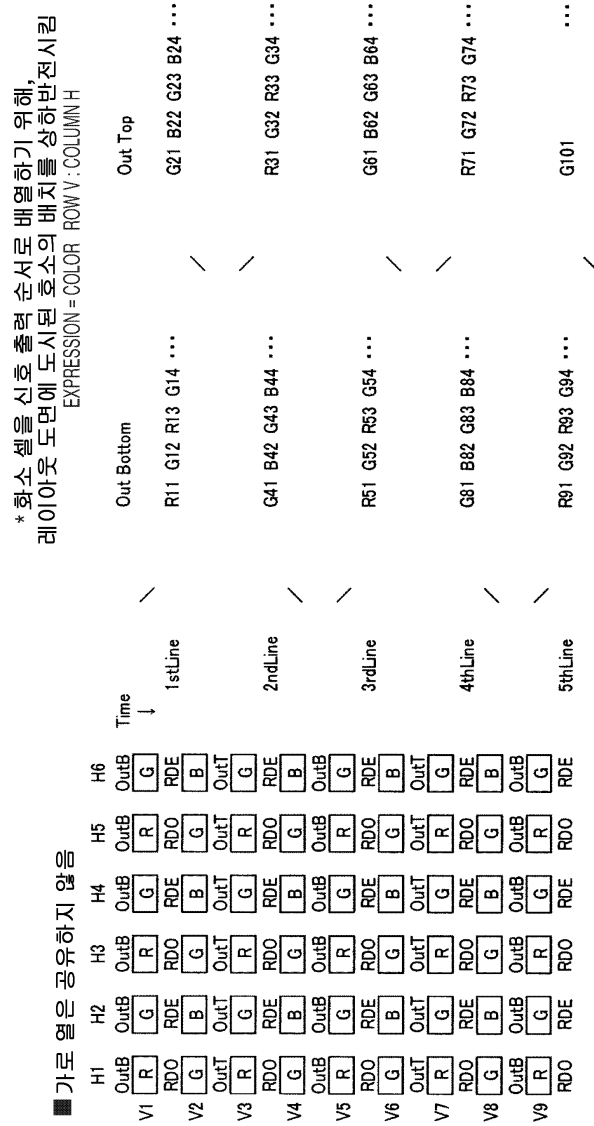 *화소 셀을 신호 출력 순서로 배열하기 위해,
레이아웃 도면에 도시된 호소의 배치를 상하반전시킴
EXPRESSION = COLOR ROW V : COLUMN H
■ 가로 열은 공유하지 않음
H1 H2 H3 H4 H5 H6
OutB OutB OutB OutB OutB OutB
V1 R G R G R G
RDO RDE RDO RDE RDO RDE
V2 G B G B G B
OutT OutT OutT OutT OutT OutT
V3 R G R G R G
RDO RDE RDO RDE RDO RDE
V4 G B G B G B
OutB OutB OutB OutB OutB OutB
V5 R G R G R G
RDO RDE RDO RDE RDO RDE
V6 G B G B G B
OutT OutT OutT OutT OutT OutT
V7 R G R G R G
RDO RDE RDO RDE RDO RDE
V8 G B G B G B
OutB OutB OutB OutB OutB OutB
V9 R G R G R G
RDO RDE RDO RDE RDO RDE
Time ↓
1stLine
2ndLine
3rdLine
4thLine
5thLine
Out Bottom
R11 G12 R13 G14 ···
G41 B42 G43 B44 ···
R51 G52 R53 G54 ···
G81 B82 G83 B84 ···
R91 G92 R93 G94 ···
Out Top
G21 B22 G23 B24 ···
R31 G32 R33 G34 ···
G61 B62 G63 B64 ···
R71 G72 R73 G74 ···
G101 ···